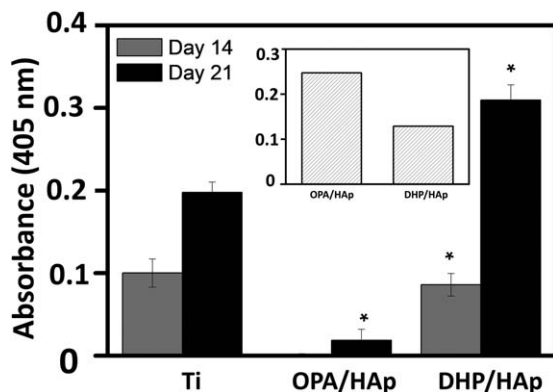 0.4
Day 14
Day 21
0.3
0.2
0.1
0
Absorbance (405 nm)
Ti
OPA/HAp
DHP/HAp
*
*
*
0.3
0.2
0.1
0
OPA/HAp
DHP/HAp